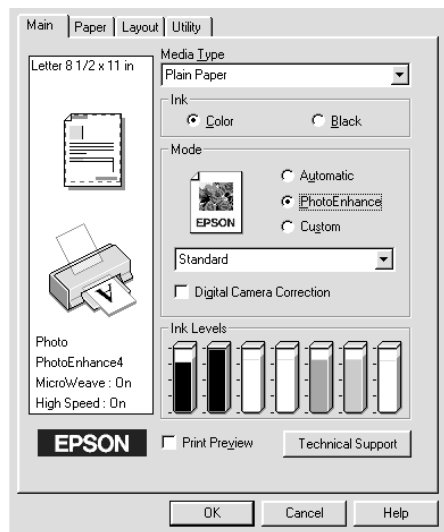 Main Paper Layout Utility
Letter 8 1/2 x 11 in
Media Type
Plain Paper
Ink
Color Black
Mode
EPSON
Automatic
PhotoEnhance
Custom
Standard
Digital Camera Correction
A
Photo
PhotoEnhance4
MicroWeave : On
High Speed : On
Ink Levels
EPSON
Print Preview
Technical Support
OK Cancel Help